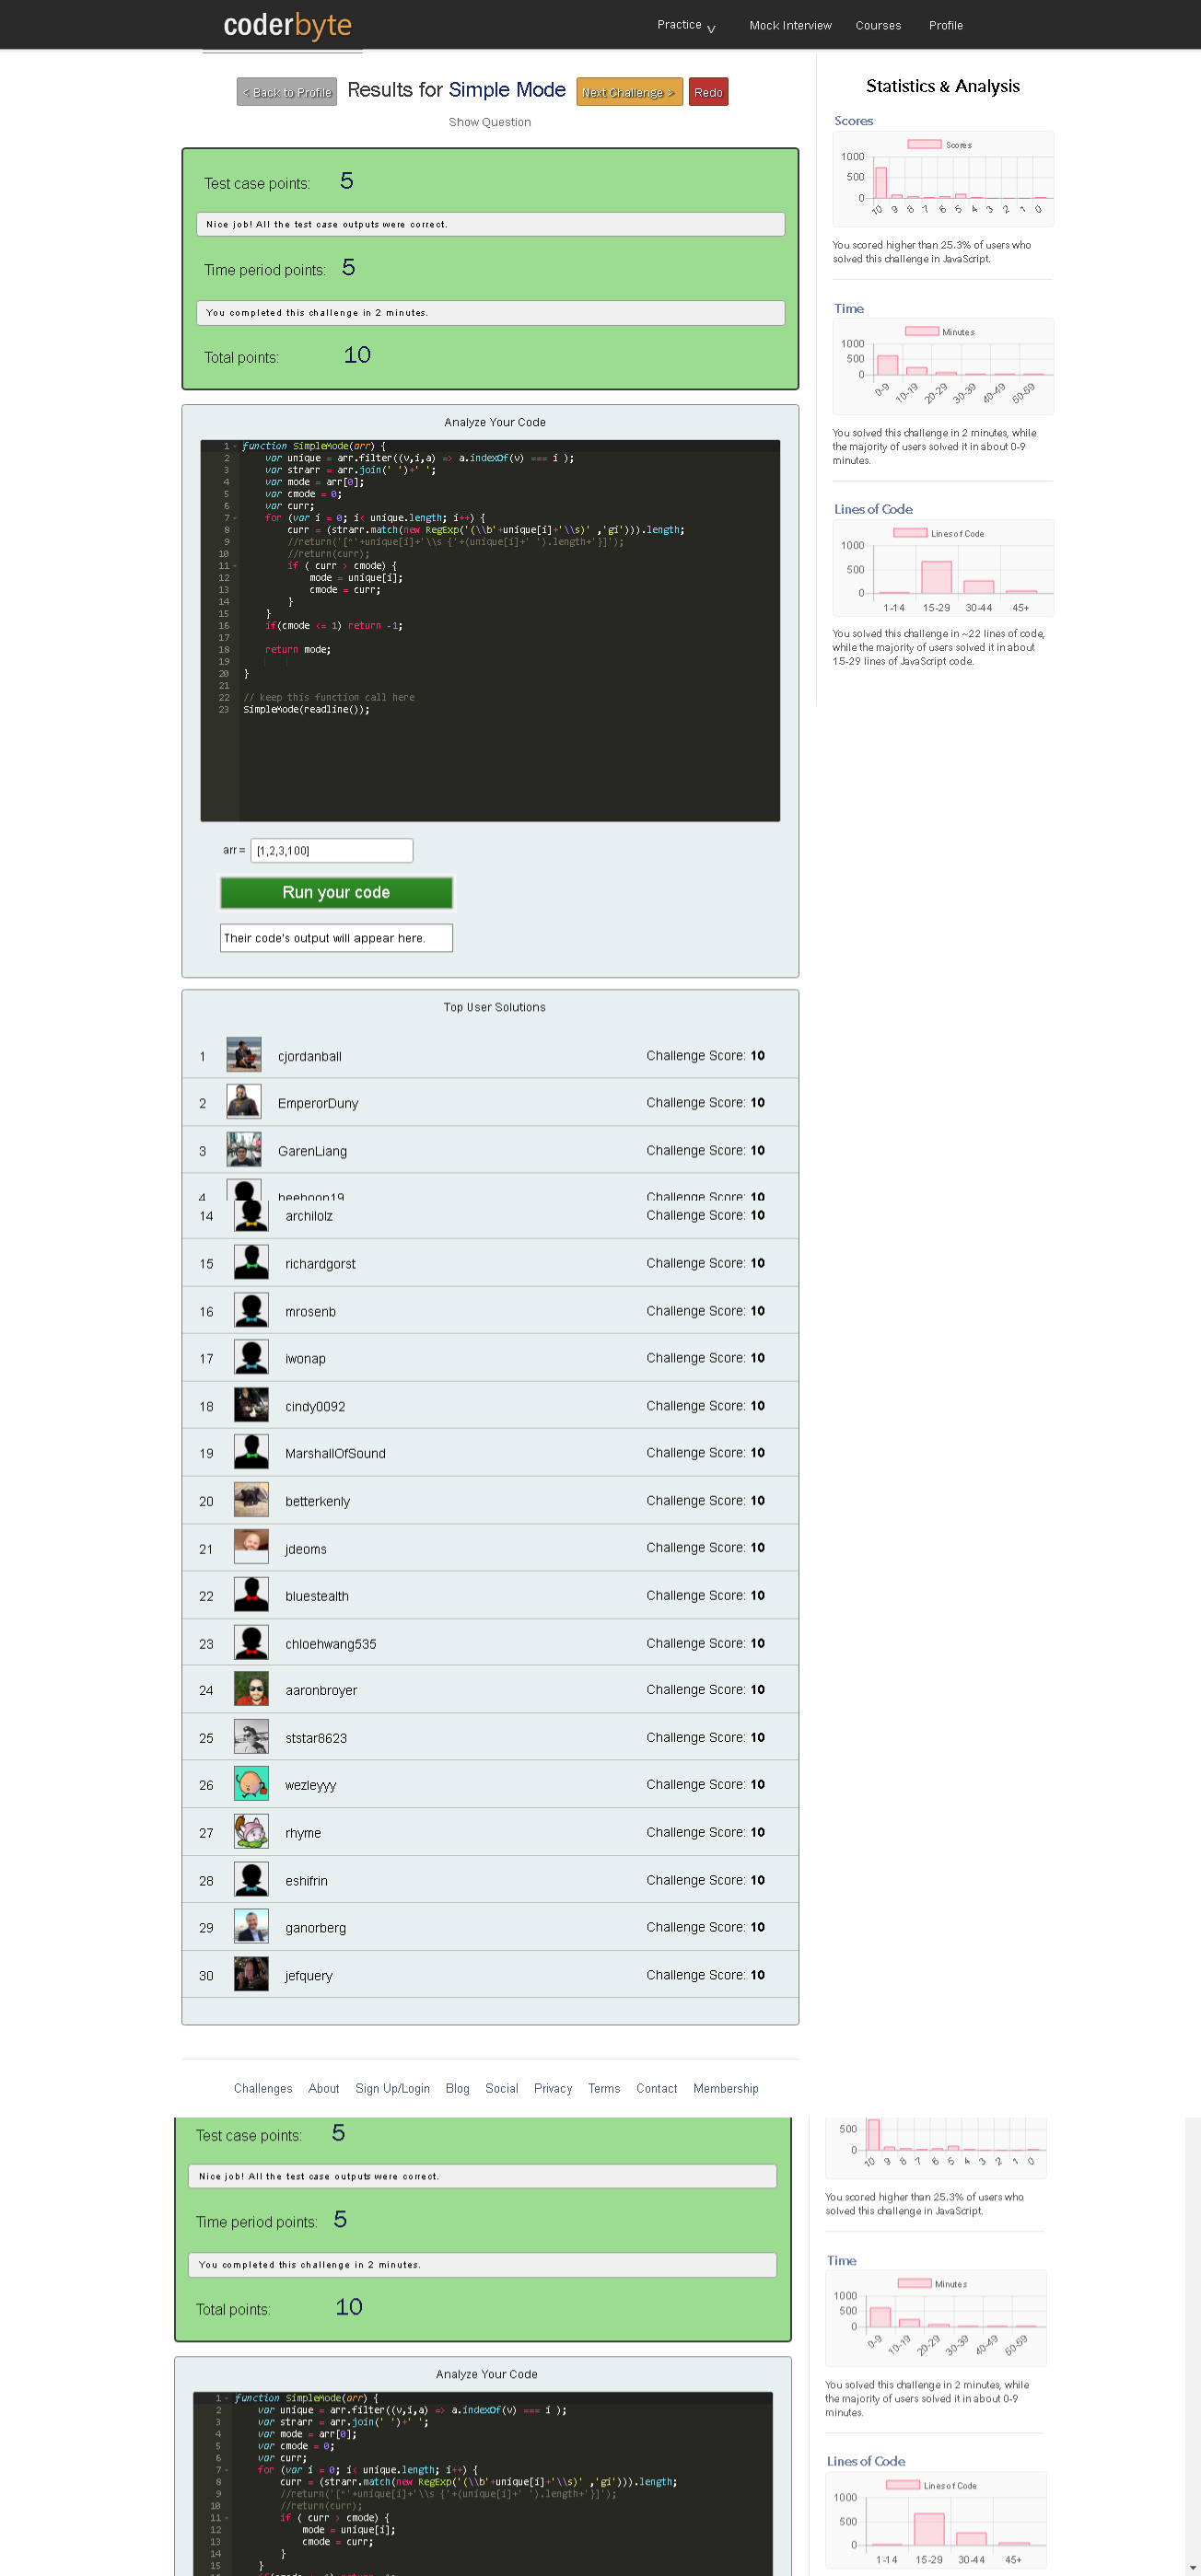 coderbyte
Practice v Mock Interview Courses Profile
< Back to Profile Results for Simple Mode Next Challenge > Redo
Show Question
Test case points: 5
Nice job! All the test case outputs were correct.
Time period points: 5
You completed this challenge in 2 minutes.
Total points: 10
Statistics & Analysis
Scores
Scores
1000
500
0
10 9 8 7 6 5 4 3 2 1 0
You scored higher than 25.3% of users who
solved this challenge in JavaScript.
Time
Minutes
1000
500
0
0-9 10-19 20-29 30-39 40-49 50-59
You solved this challenge in 2 minutes, while
the majority of users solved it in about 0-9
minutes.
Lines of Code
Lines of Code
1000
500
0
1-14 15-29 30-44 45+
You solved this challenge in ~22 lines of code,
while the majority of users solved it in about
15-29 lines of JavaScript code.
Analyze Your Code
1 function SimpleMode(arr) {
2 var unique = arr.filter((v,i,a) => a.indexOf(v) === i );
3 var strarr = arr.join(' ')+' ';
4 var mode = arr[0];
5 var cmode = 0;
6 var curr;
7 for (var i = 0; i< unique.length; i++) {
8 curr = (strarr.match(new RegExp('(\\b'+unique[i]+'\\s)' ,'gi'))).length;
9 //return('[^'+unique[i]+'\\s {'+(unique[i]+' ').length+'}]');
10 //return(curr);
11 if ( curr > cmode) {
12 mode = unique[i];
13 cmode = curr;
14 }
15 }
16 if(cmode <= 1) return -1;
17
18 return mode;
19
20 }
21
22 // keep this function call here
23 SimpleMode(readline());
arr = [1,2,3,100]
Run your code
Their code's output will appear here.
Top User Solutions
1 cjordanball Challenge Score: 10
2 EmperorDuny Challenge Score: 10
3 GarenLiang Challenge Score: 10
4 heehoon19 Challenge Score: 10
14 archilolz Challenge Score: 10
15 richardgorst Challenge Score: 10
16 mrosenb Challenge Score: 10
17 iwonap Challenge Score: 10
18 cindy0092 Challenge Score: 10
19 MarshallOfSound Challenge Score: 10
20 betterkenly Challenge Score: 10
21 jdeoms Challenge Score: 10
22 bluestealth Challenge Score: 10
23 chloehwang535 Challenge Score: 10
24 aaronbroyer Challenge Score: 10
25 ststar8623 Challenge Score: 10
26 wezleyyy Challenge Score: 10
27 rhyme Challenge Score: 10
28 eshifrin Challenge Score: 10
29 ganorberg Challenge Score: 10
30 jefquery Challenge Score: 10
Challenges About Sign Up/Login Blog Social Privacy Terms Contact Membership
Test case points: 5
Nice job! All the test case outputs were correct.
Time period points: 5
You completed this challenge in 2 minutes.
Total points: 10
500
0
10 9 8 7 6 5 4 3 2 1 0
You scored higher than 25.3% of users who
solved this challenge in JavaScript.
Time
Minutes
1000
500
0
0-9 10-19 20-29 30-39 40-49 50-59
You solved this challenge in 2 minutes, while
the majority of users solved it in about 0-9
minutes.
Lines of Code
Lines of Code
1000
500
0
1-14 15-29 30-44 45+
Analyze Your Code
1 function SimpleMode(arr) {
2 var unique = arr.filter((v,i,a) => a.indexOf(v) === i );
3 var strarr = arr.join(' ')+' ';
4 var mode = arr[0];
5 var cmode = 0;
6 var curr;
7 for (var i = 0; i< unique.length; i++) {
8 curr = (strarr.match(new RegExp('(\\b'+unique[i]+'\\s)' ,'gi'))).length;
9 //return('[^'+unique[i]+'\\s {'+(unique[i]+' ').length+'}]');
10 //return(curr);
11 if ( curr > cmode) {
12 mode = unique[i];
13 cmode = curr;
14 }
15 }